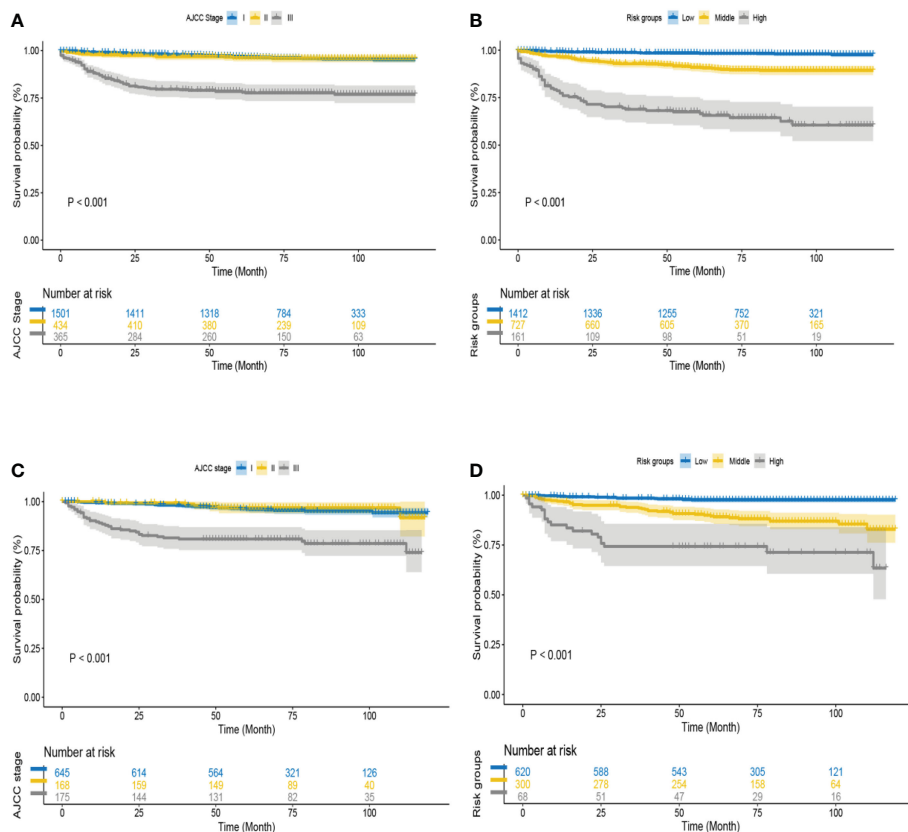 A
AJCC Stage I II III
Survival probability (%)
1.00
0.75
0.50
0.25
0.00
P < 0.001
0 25 50 75 100
Time (Month)
AJCC Stage
Number at risk
1501 1411 1318 784 333
434 410 380 239 109
365 284 260 150 63
0 25 50 75 100
Time (Month)
B
Risk groups Low Middle High
Survival probability (%)
1.00
0.75
0.50
0.25
0.00
P < 0.001
0 25 50 75 100
Time (Month)
Risk groups
Number at risk
1412 1336 1255 752 321
727 660 605 370 165
161 109 98 51 19
0 25 50 75 100
Time (Month)
C
AJCC stage I II III
Survival probability (%)
1.00
0.75
0.50
0.25
0.00
P < 0.001
0 25 50 75 100
Time (Month)
AJCC stage
Number at risk
645 614 564 321 126
168 159 149 89 40
175 144 131 82 35
0 25 50 75 100
Time (Month)
D
Risk groups Low Middle High
Survival probability (%)
1.00
0.75
0.50
0.25
0.00
P < 0.001
0 25 50 75 100
Time (Month)
Risk groups
Number at risk
620 588 543 305 121
300 278 254 158 64
68 51 47 29 16
0 25 50 75 100
Time (Month)